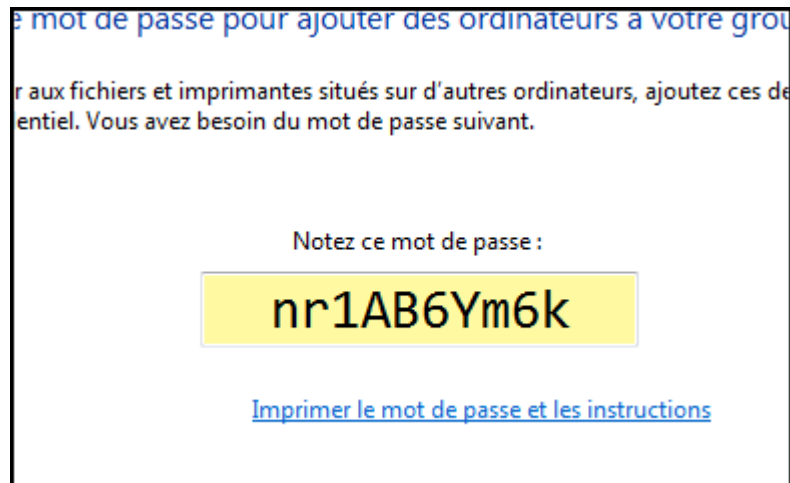 e mot de passe pour ajouter des ordinateurs à votre grou
r aux fichiers et imprimantes situés sur d'autres ordinateurs, ajoutez ces de
entiel. Vous avez besoin du mot de passe suivant.
Notez ce mot de passe :
nr1AB6Ym6k
Imprimer le mot de passe et les instructions